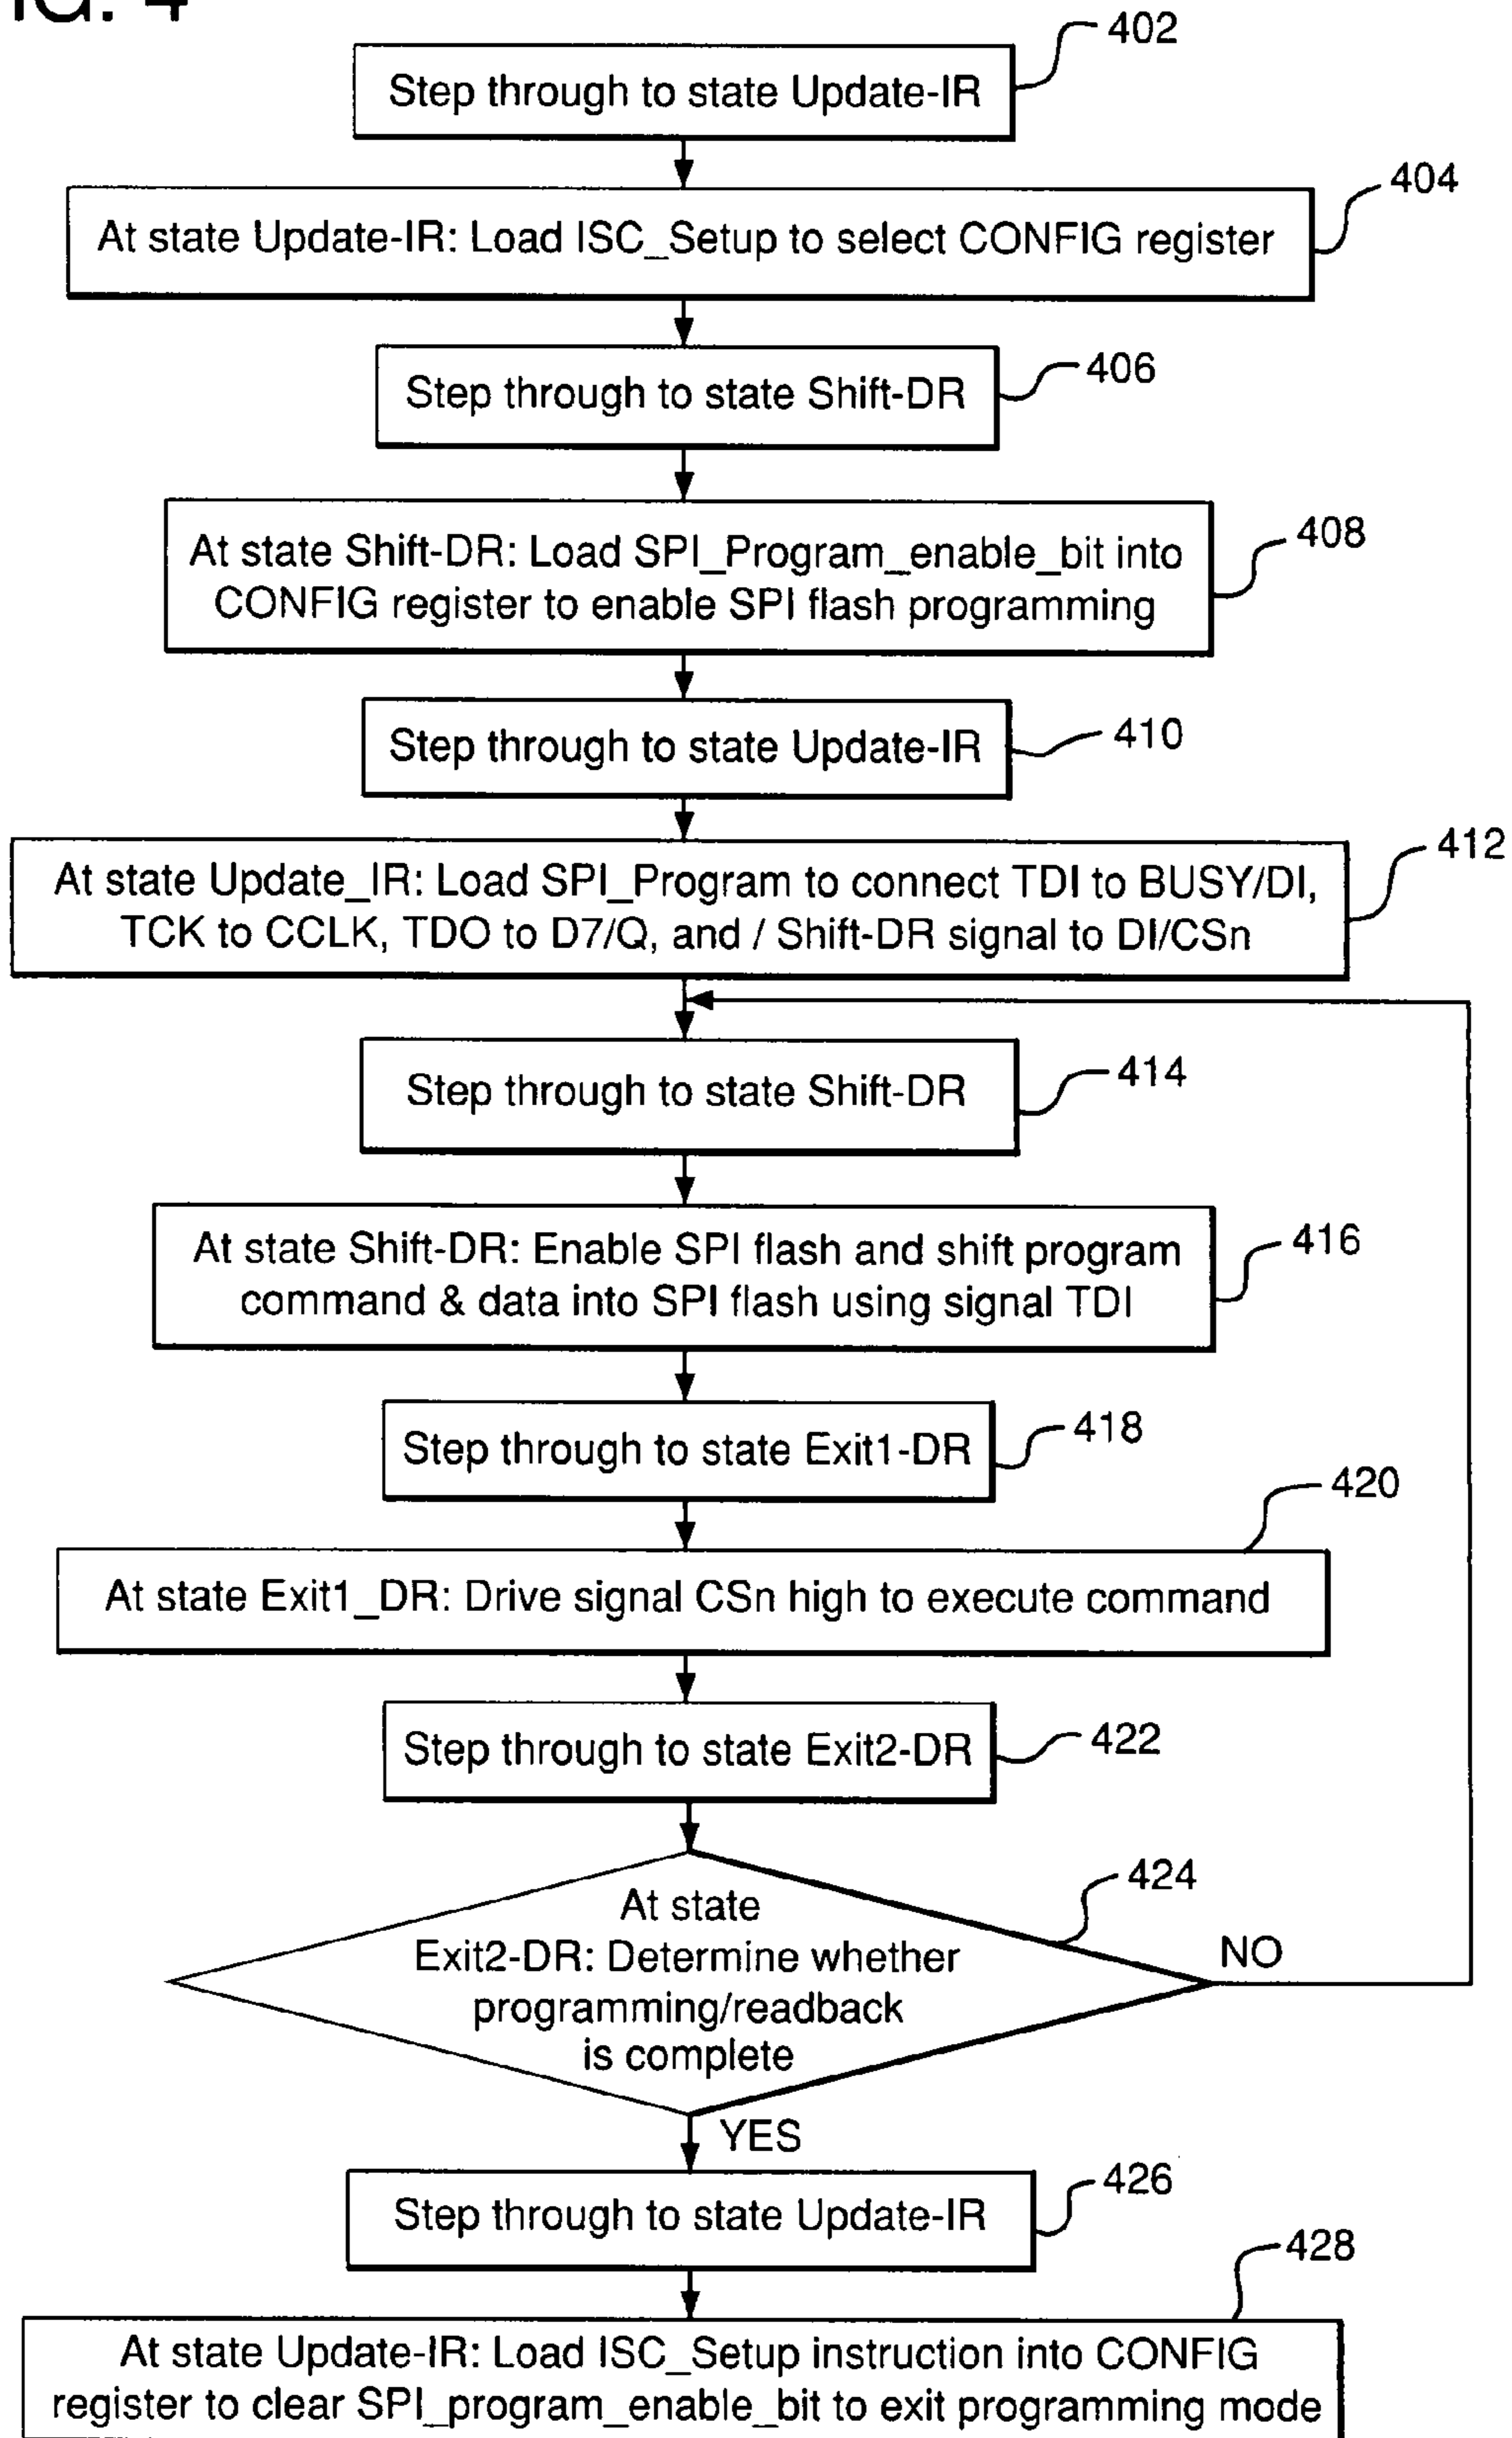 FIG. 4
402
Step through to state Update-IR
404
At state Update-IR: Load ISC_Setup to select CONFIG register
406
Step through to state Shift-DR
408
At state Shift-DR: Load SPI_Program_enable_bit into
CONFIG register to enable SPI flash programming
410
Step through to state Update-IR
412
At state Update_IR: Load SPI_Program to connect TDI to BUSY/DI,
TCK to CCLK, TDO to D7/Q, and / Shift-DR signal to DI/CSn
414
Step through to state Shift-DR
416
At state Shift-DR: Enable SPI flash and shift program
command & data into SPI flash using signal TDI
418
Step through to state Exit1-DR
420
At state Exit1_DR: Drive signal CSn high to execute command
422
Step through to state Exit2-DR
424
At state
Exit2-DR: Determine whether
programming/readback
is complete
NO
YES
426
Step through to state Update-IR
428
At state Update-IR: Load ISC_Setup instruction into CONFIG
register to clear SPI_program_enable_bit to exit programming mode